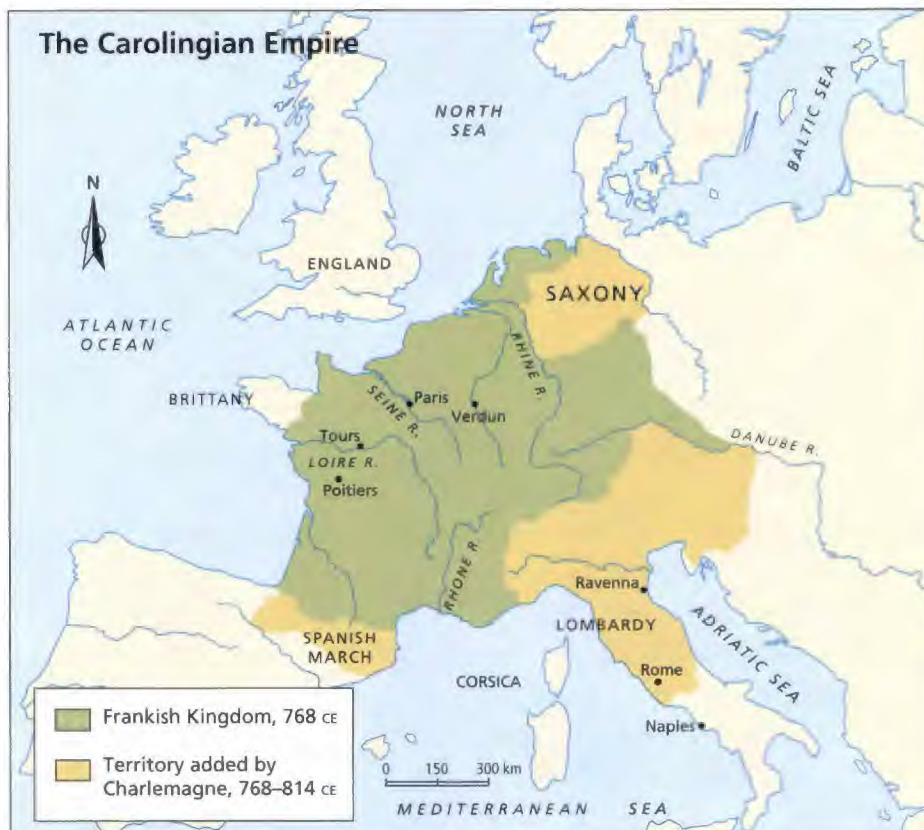 The Carolingian Empire
NORTH
SEA
BALTIC SEA
N
ENGLAND
SAXONY
ATLANTIC
OCEAN
RHINE R.
BRITTANY
SEINE R.
Paris
Verdun
Tours
DANUBE R.
LOIRE R.
Poitiers
RHONE R.
Ravenna
SPANISH
MARCH
LOMBARDY
ADRIATIC SEA
CORSICA
Rome
Naples
Frankish Kingdom, 768 CE
Territory added by
Charlemagne, 768–814 CE
0 150 300 km
MEDITERRANEAN SEA